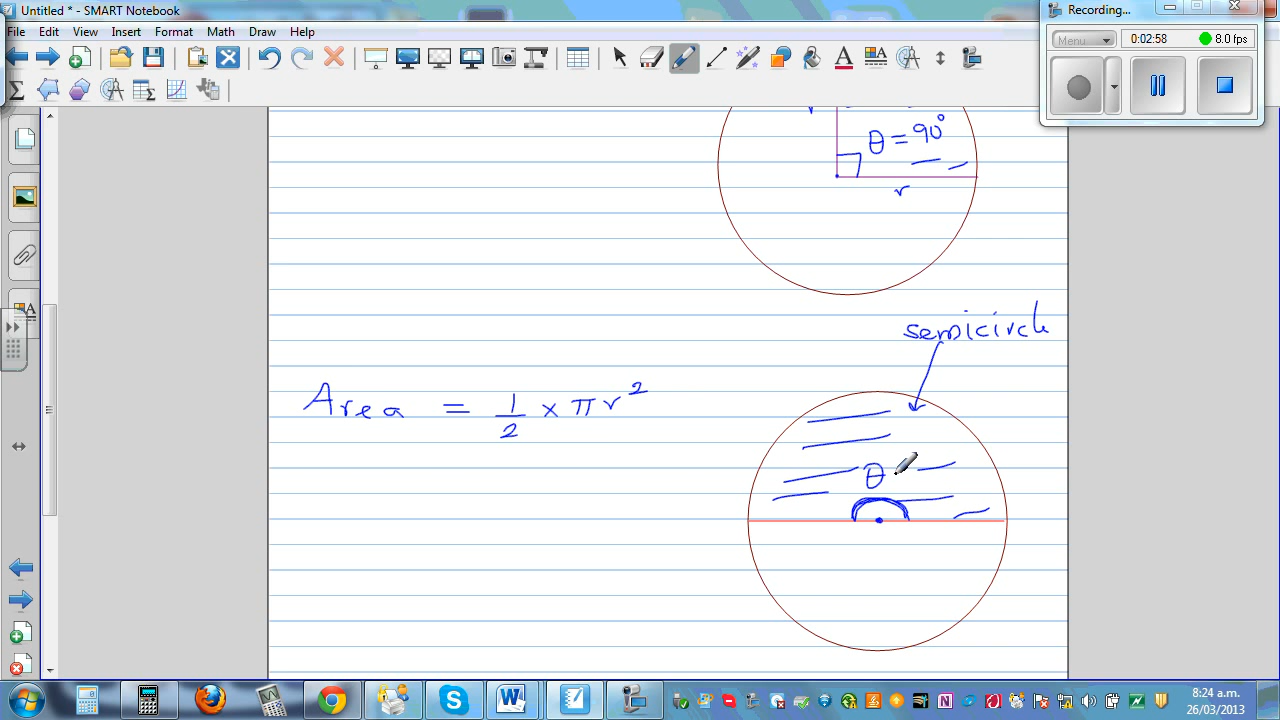 Untitled * - SMART Notebook
File Edit View Insert Format Math Tools Draw Help
Recording...
Menu 0:02:58 8.0 fps
θ = 90°
r
semicircle
Area = 1/2 × πr²
θ
8:24 a.m.
26/03/2013